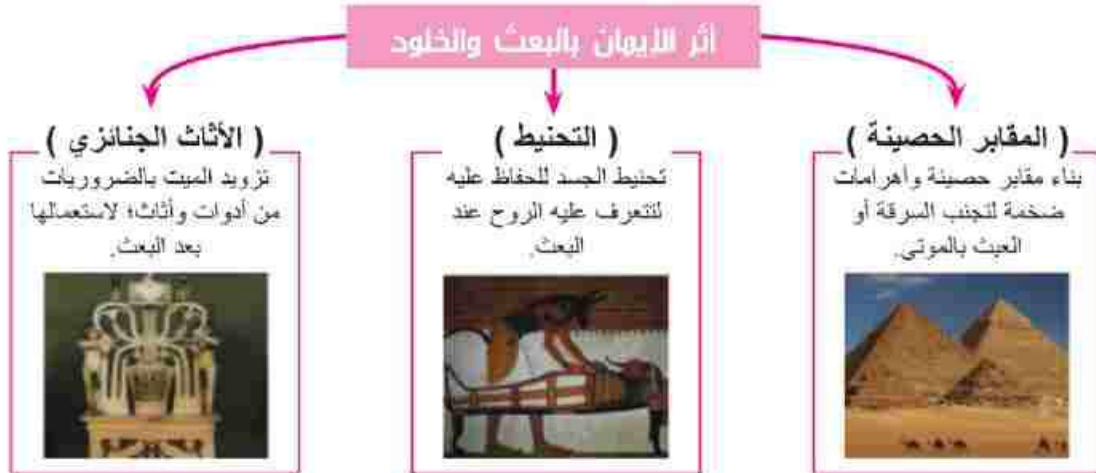 أثر الإيمان بالبعث والخلود
( المقابر الحصينة )
بناء مقابر حصينة وأهرامات
ضخمة لتجنب السرقة أو
العبث بالموتى.
( التحنيط )
تحنيط الجسد للحفاظ عليه
لتتعرف عليه الروح عند
البعث.
( الأثاث الجنائزي )
تزويد الميت بالضروريات
من أدوات وأثاث؛ لاستعمالها
بعد البعث.